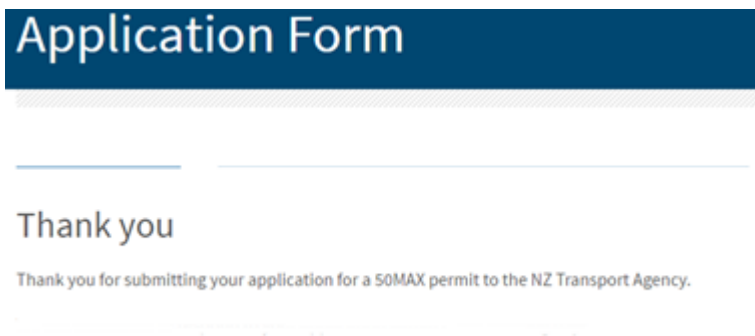 Application Form
Thank you
Thank you for submitting your application for a 50MAX permit to the NZ Transport Agency.